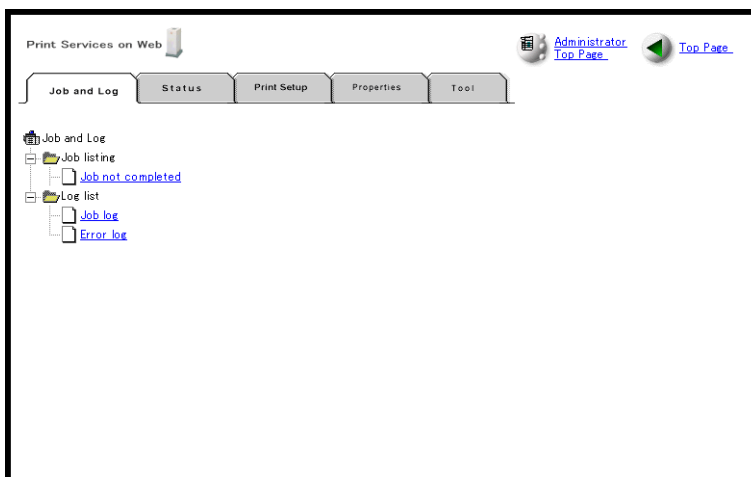 Print Services on Web
Administrator
Top Page
Top Page
Job and Log
Status
Print Setup
Properties
Tool
Job and Log
Job listing
Job not completed
Log list
Job log
Error log